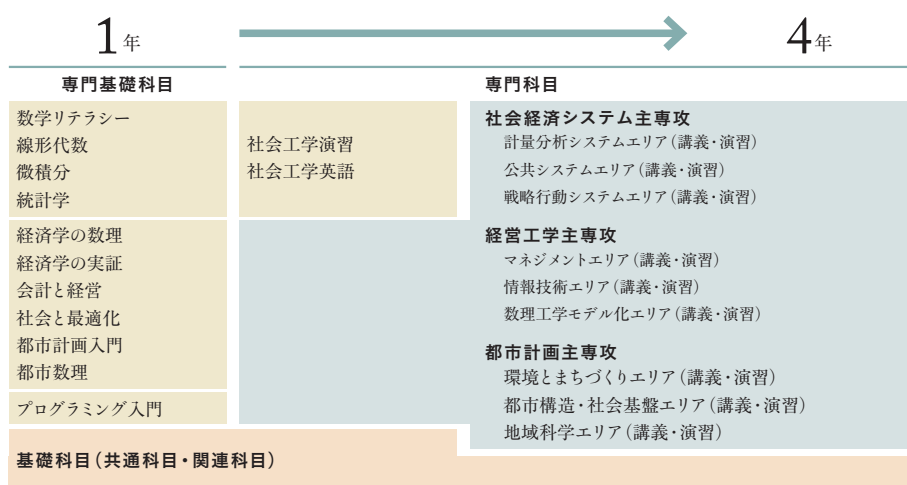 1年
4年
専門基礎科目
専門科目
数学リテラシー
線形代数
微積分
統計学
経済学の数理
経済学の実証
会計と経営
社会と最適化
都市計画入門
都市数理
プログラミング入門
社会工学演習
社会工学英語
社会経済システム主専攻
計量分析システムエリア(講義・演習)
公共システムエリア(講義・演習)
戦略行動システムエリア(講義・演習)
経営工学主専攻
マネジメントエリア(講義・演習)
情報技術エリア(講義・演習)
数理工学モデル化エリア(講義・演習)
都市計画主専攻
環境とまちづくりエリア(講義・演習)
都市構造・社会基盤エリア(講義・演習)
地域科学エリア(講義・演習)
基礎科目(共通科目・関連科目)